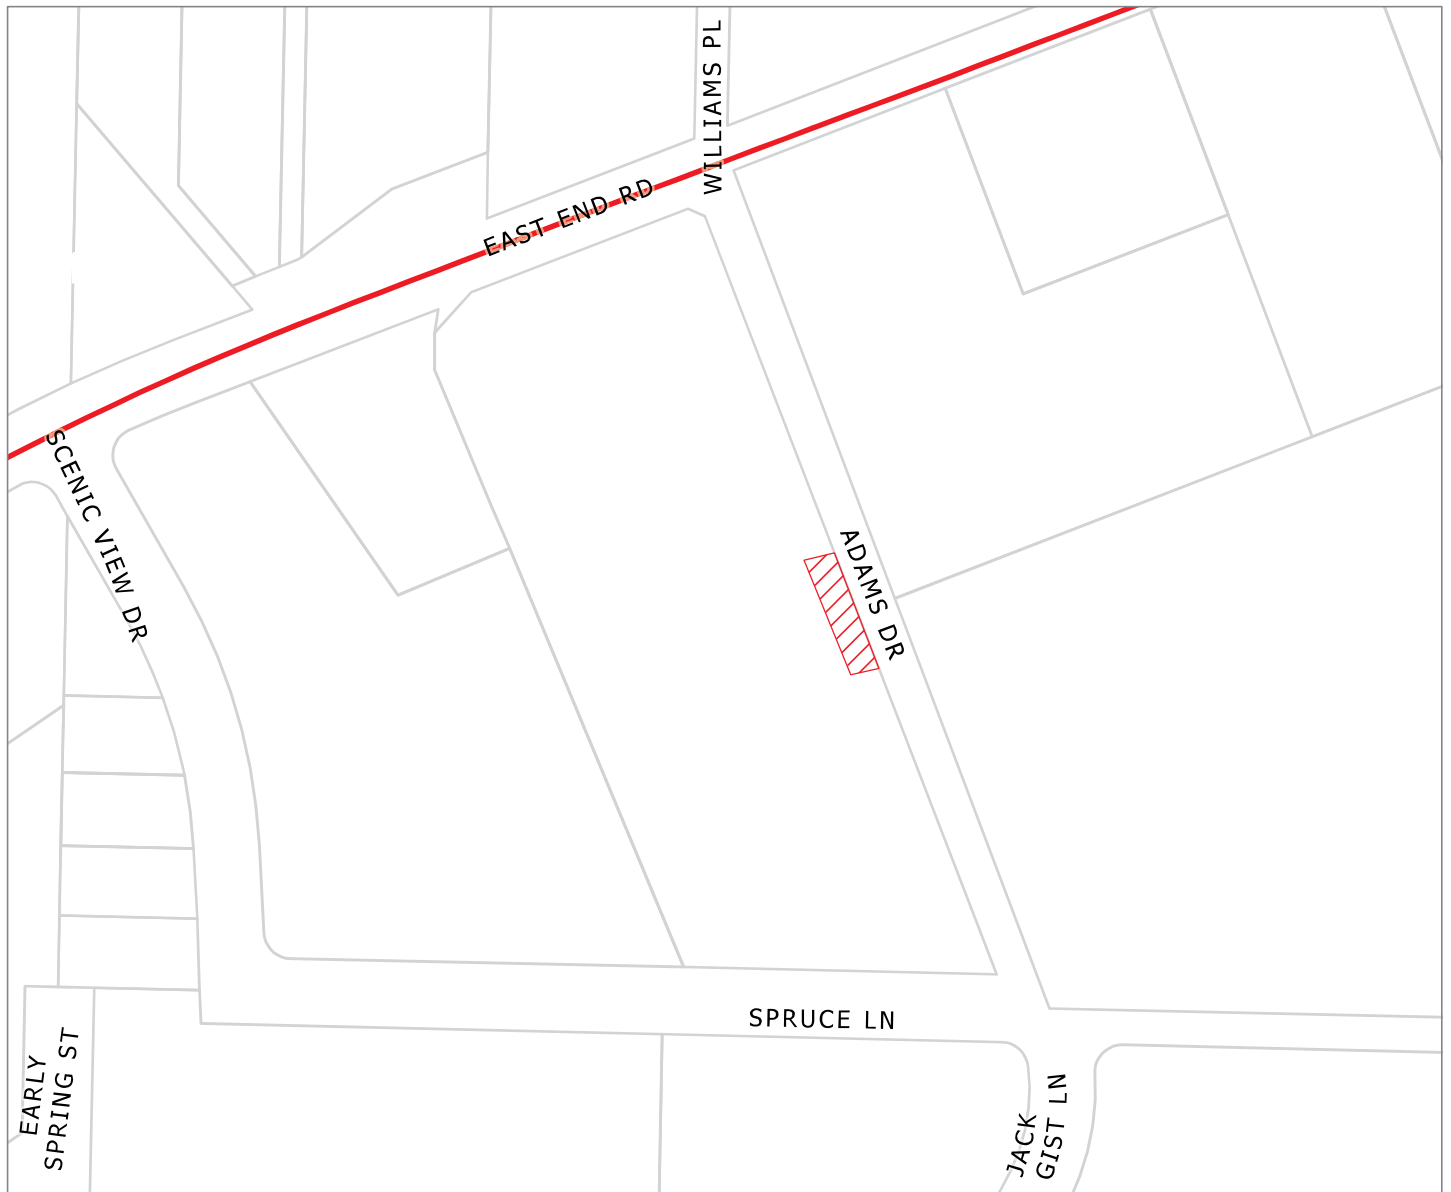 WILLIAMS PL
EAST END RD
SCENIC VIEW DR
ADAMS DR
SPRUCE LN
EARLY
SPRING ST
JACK
GIST LN